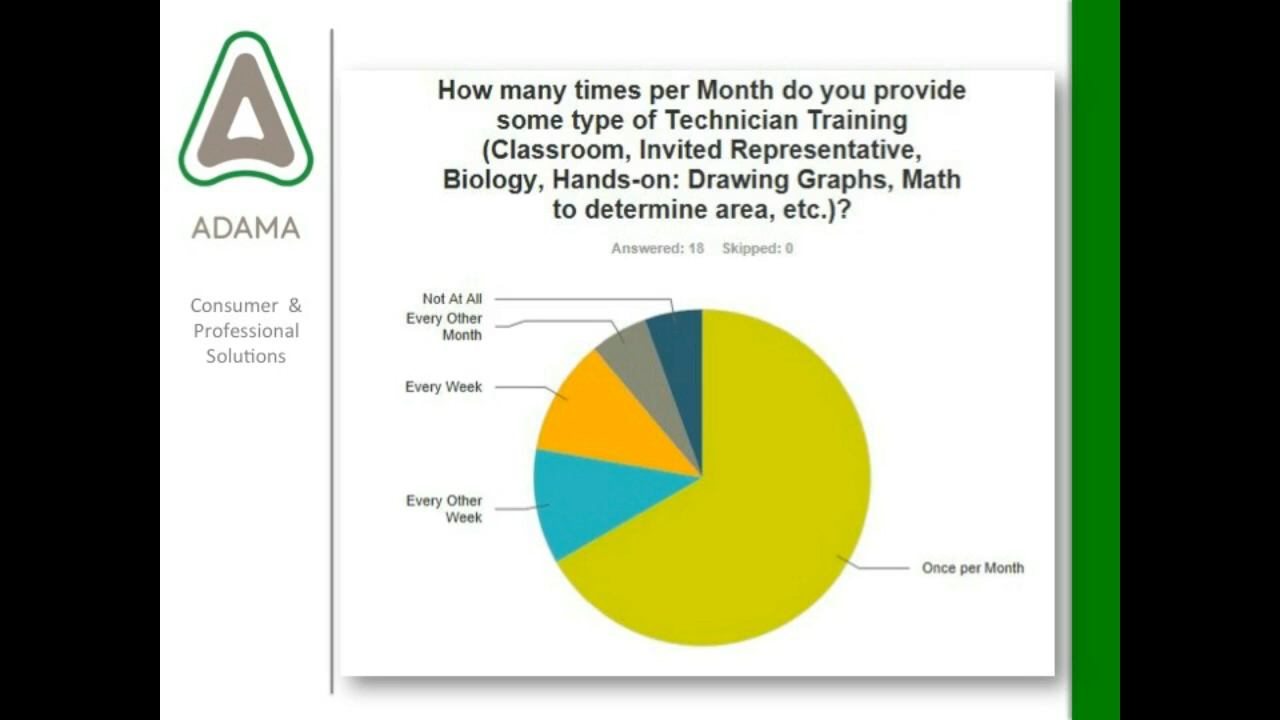 ADAMA
Consumer &
Professional
Solutions
How many times per Month do you provide
some type of Technician Training
(Classroom, Invited Representative,
Biology, Hands-on: Drawing Graphs, Math
to determine area, etc.)?
Answered: 18 Skipped: 0
Not At All
Every Other
Month
Every Week
Every Other
Week
Once per Month